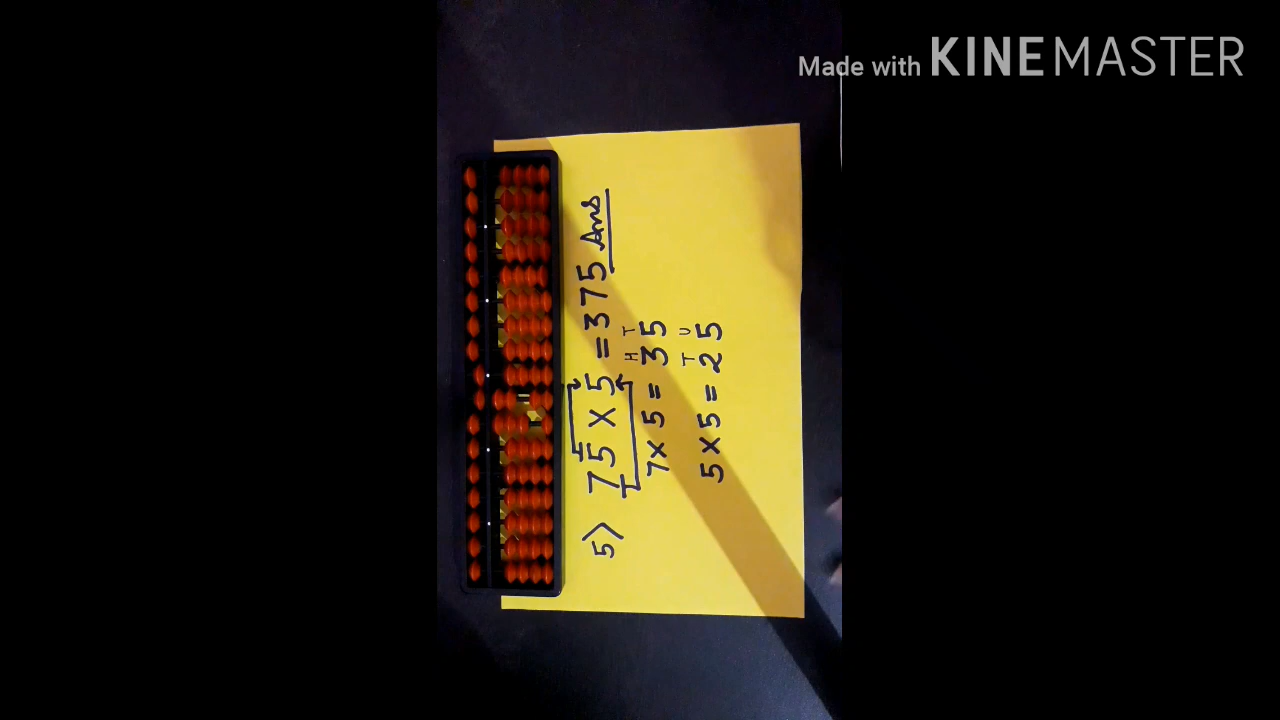 Made with KINEMASTER
5> 75 X 5 = 375 Ans
T U
H T
7 x 5 = 35
T U
5 x 5 = 25